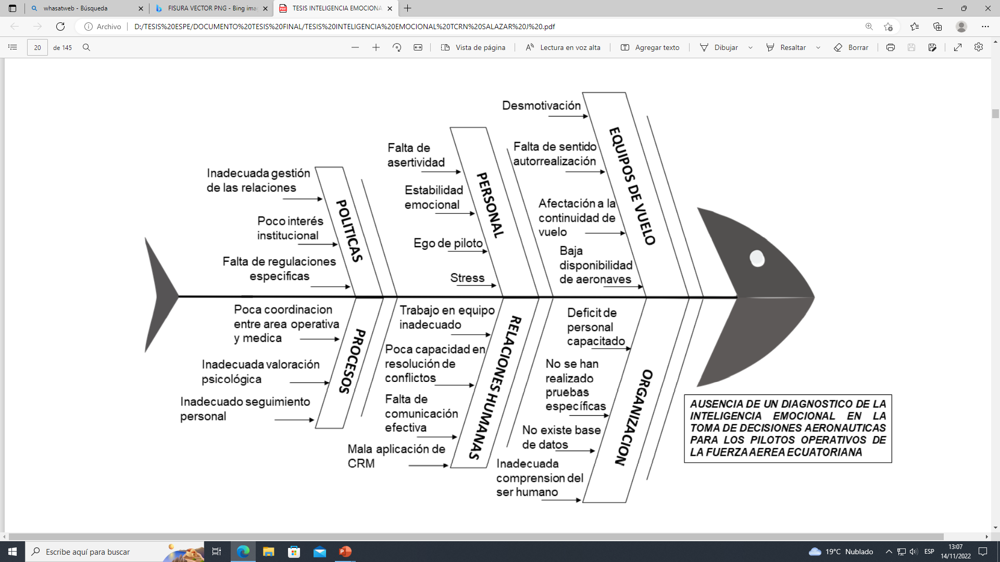 whasatweb - Búsqueda
FISURA VECTOR PNG - Bing ima
TESIS INTELIGENCIA EMOCIONA
Archivo
D:/TESIS%20ESPE/DOCUMENTO%20TESIS%20FINAL/TESIS%20INTELIGENCIA%20EMOCIONAL%20TCRN%20SALAZAR%20J%20.pdf
20 de 145
Vista de página
Lectura en voz alta
Agregar texto
Dibujar
Resaltar
Borrar
Inadecuada gestión
de las relaciones
Poco interés
institucional
Falta de regulaciones
especificas
POLITICAS
Falta de
asertividad
Estabilidad
emocional
Ego de piloto
Stress
PERSONAL
Desmotivación
Falta de sentido
autorrealización
Afectación a la
continuidad de
vuelo
Baja
disponibilidad
de aeronaves
EQUIPOS DE VUELO
Poca coordinacion
entre area operativa
y medica
Inadecuada valoración
psicológica
Inadecuado seguimiento
personal
PROCESOS
Trabajo en equipo
inadecuado
Poca capacidad en
resolución de
conflictos
Falta de
comunicación
efectiva
Mala aplicación de
CRM
RELACIONES HUMANAS
Deficit de
personal
capacitado
No se han
realizado
pruebas
específicas
No existe base
de datos
Inadecuada
comprension del
ser humano
ORGANIZACION
AUSENCIA DE UN DIAGNOSTICO DE LA
INTELIGENCIA EMOCIONAL EN LA
TOMA DE DECISIONES AERONAUTICAS
PARA LOS PILOTOS OPERATIVOS DE
LA FUERZA AEREA ECUATORIANA
Escribe aquí para buscar
19°C Nublado
ESP
13:07
14/11/2022